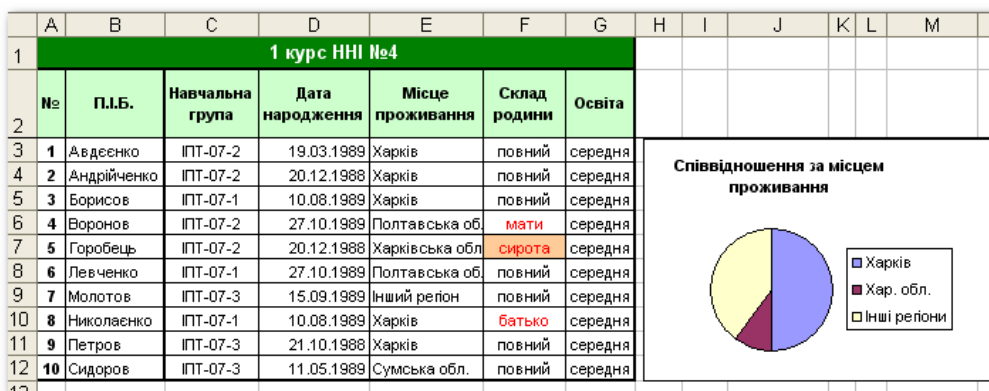 A B C D E F G H I J K L M
1 1 курс ННІ №4
2 № П.І.Б. Навчальна група Дата народження Місце проживання Склад родини Освіта
3 1 Авдєєнко ІПТ-07-2 19.03.1989 Харків повний середня
4 2 Андрійченко ІПТ-07-2 20.12.1988 Харків повний середня
5 3 Борисов ІПТ-07-1 10.08.1989 Харків повний середня
6 4 Воронов ІПТ-07-2 27.10.1989 Полтавська об. мати середня
7 5 Горобець ІПТ-07-2 20.12.1988 Харківська обл сирота середня
8 6 Левченко ІПТ-07-1 27.10.1989 Полтавська об. повний середня
9 7 Молотов ІПТ-07-3 15.09.1989 Інший регіон повний середня
10 8 Николаєнко ІПТ-07-1 10.08.1989 Харків батько середня
11 9 Петров ІПТ-07-3 21.10.1988 Харків повний середня
12 10 Сидоров ІПТ-07-3 11.05.1989 Сумська обл. повний середня
Співвідношення за місцем
проживання
Харків
Хар. обл.
Інші регіони